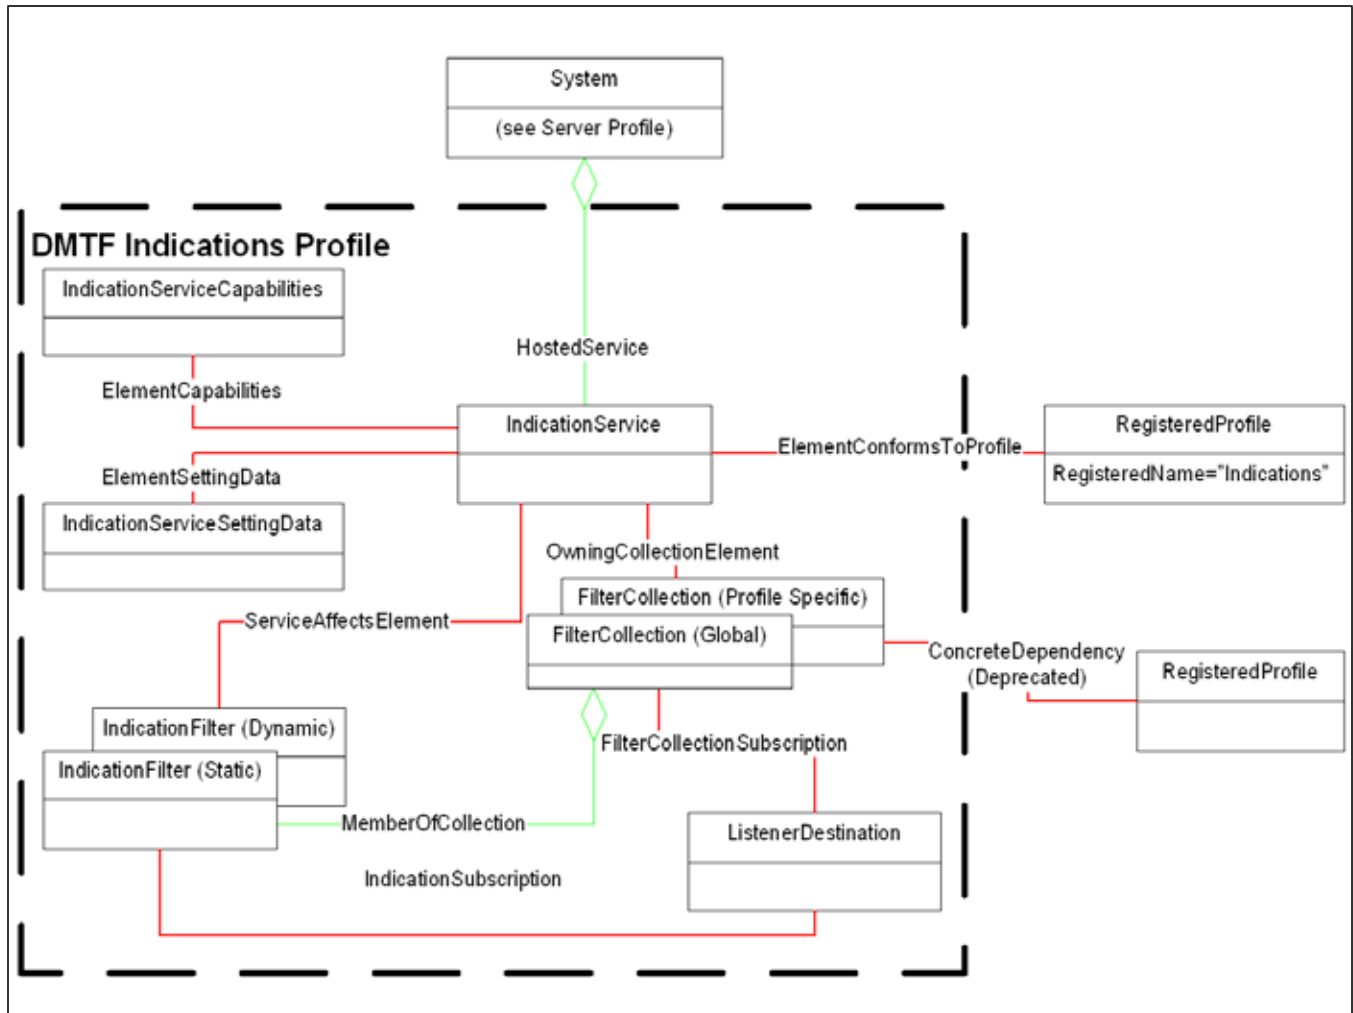 System
(see Server Profile)
DMTF Indications Profile
IndicationServiceCapabilities
HostedService
ElementCapabilities
IndicationService
ElementConformsToProfile
RegisteredProfile
RegisteredName="Indications"
ElementSettingData
IndicationServiceSettingData
OwningCollectionElement
FilterCollection (Profile Specific)
ServiceAffectsElement
FilterCollection (Global)
ConcreteDependency
(Deprecated)
RegisteredProfile
IndicationFilter (Dynamic)
FilterCollectionSubscription
IndicationFilter (Static)
MemberOfCollection
ListenerDestination
IndicationSubscription